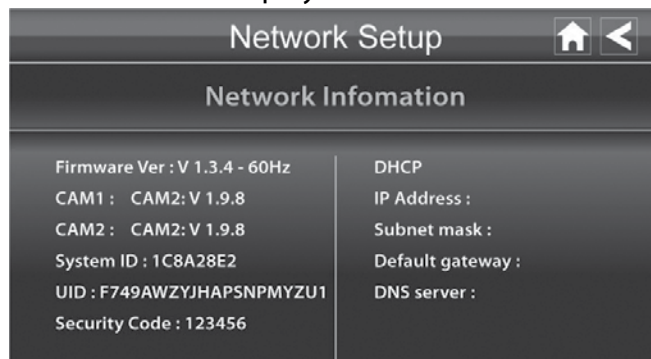 Network Setup
Network Infomation
Firmware Ver : V 1.3.4 - 60Hz
CAM1 : CAM2: V 1.9.8
CAM2 : CAM2: V 1.9.8
System ID : 1C8A28E2
UID : F749AWZYJHAPSNPMYZU1
Security Code : 123456
DHCP
IP Address :
Subnet mask :
Default gateway :
DNS server :